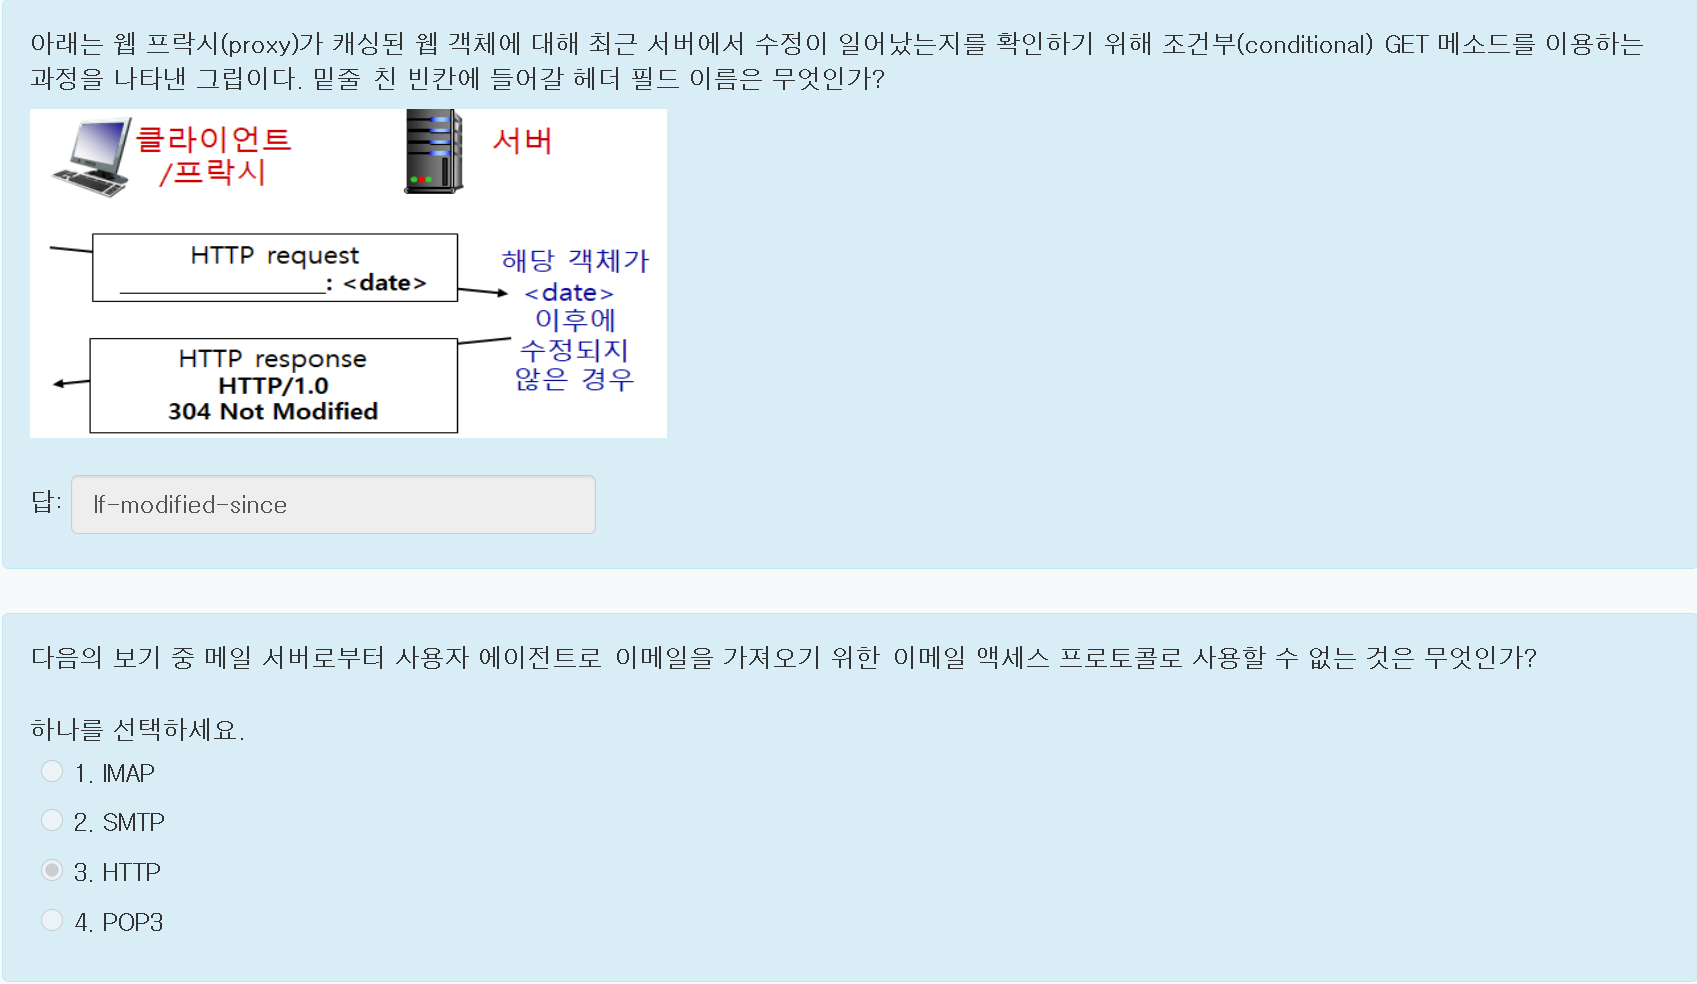 아래는 웹 프락시(proxy)가 캐싱된 웹 객체에 대해 최근 서버에서 수정이 일어났는지를 확인하기 위해 조건부(conditional) GET 메소드를 이용하는
과정을 나타낸 그립이다. 밑줄 친 빈칸에 들어갈 헤더 필드 이름은 무엇인가?
클라이언트
/프락시
서버
HTTP request
: <date>
해당 객체가
<date>
이후에
수정되지
않은 경우
HTTP response
HTTP/1.0
304 Not Modified
답: If-modified-since
다음의 보기 중 메일 서버로부터 사용자 에이전트로 이메일을 가져오기 위한 이메일 액세스 프로토콜로 사용할 수 없는 것은 무엇인가?
하나를 선택하세요.
1. IMAP
2. SMTP
3. HTTP
4. POP3